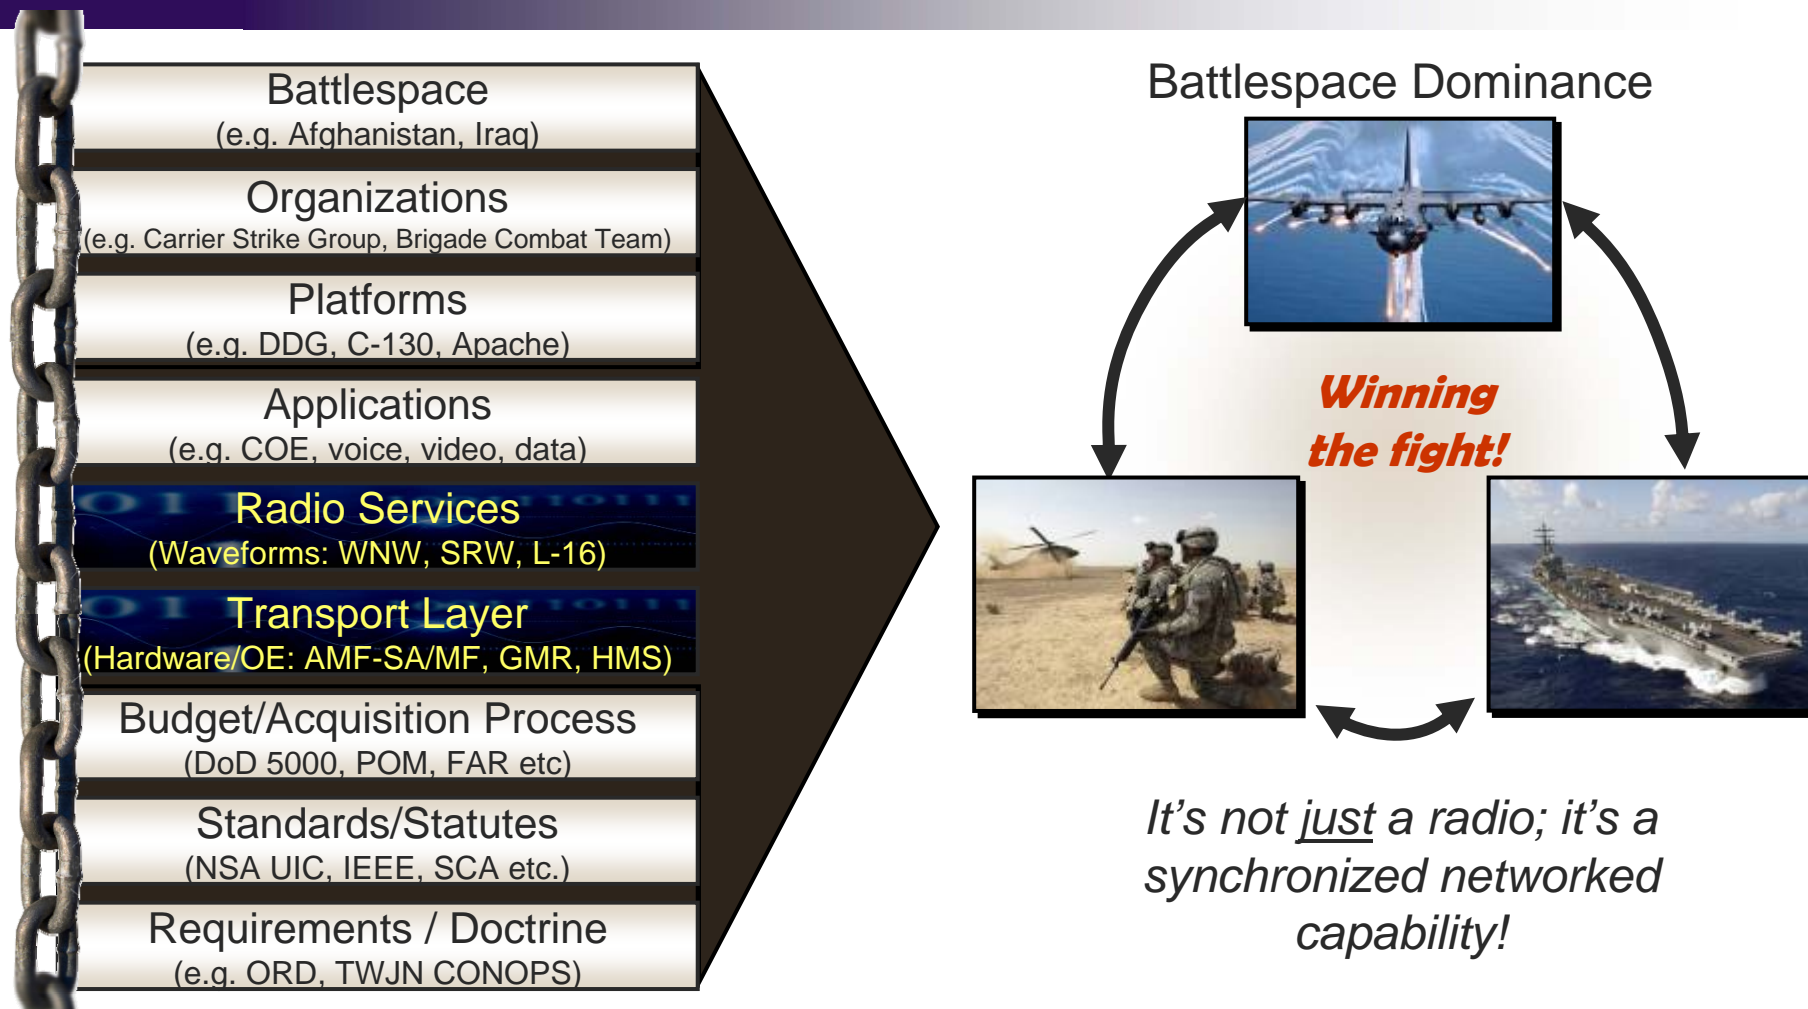 Battlespace
(e.g. Afghanistan, Iraq)
Organizations
(e.g. Carrier Strike Group, Brigade Combat Team)
Platforms
(e.g. DDG, C-130, Apache)
Applications
(e.g. COE, voice, video, data)
Radio Services
(Waveforms: WNW, SRW, L-16)
Transport Layer
(Hardware/OE: AMF-SA/MF, GMR, HMS)
Budget/Acquisition Process
(DoD 5000, POM, FAR etc)
Standards/Statutes
(NSA UIC, IEEE, SCA etc.)
Requirements / Doctrine
(e.g. ORD, TWJN CONOPS)
Battlespace Dominance
Winning
the fight!
It’s not just a radio; it’s a
synchronized networked
capability!